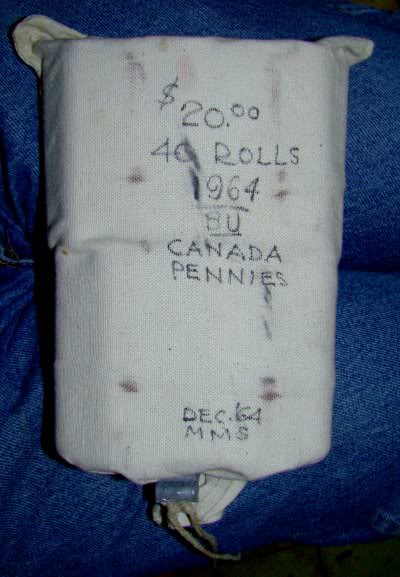 $ 20.00
40 ROLLS
1964
BU
CANADA
PENNIES
DEC. '64
MMS